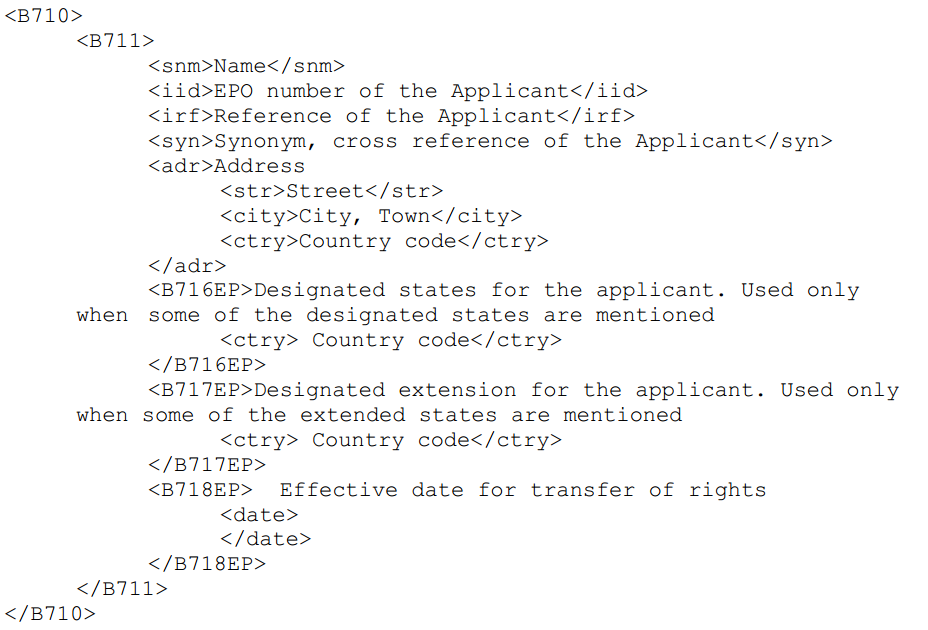 <B710>
<B711>
<snm>Name</snm>
<iid>EPO number of the Applicant</iid>
<irf>Reference of the Applicant</irf>
<syn>Synonym, cross reference of the Applicant</syn>
<adr>Address
<str>Street</str>
<city>City, Town</city>
<ctry>Country code</ctry>
</adr>
<B716EP>Designated states for the applicant. Used only
when some of the designated states are mentioned
<ctry> Country code</ctry>
</B716EP>
<B717EP>Designated extension for the applicant. Used only
when some of the extended states are mentioned
<ctry> Country code</ctry>
</B717EP>
<B718EP> Effective date for transfer of rights
<date>
</date>
</B718EP>
</B711>
</B710>